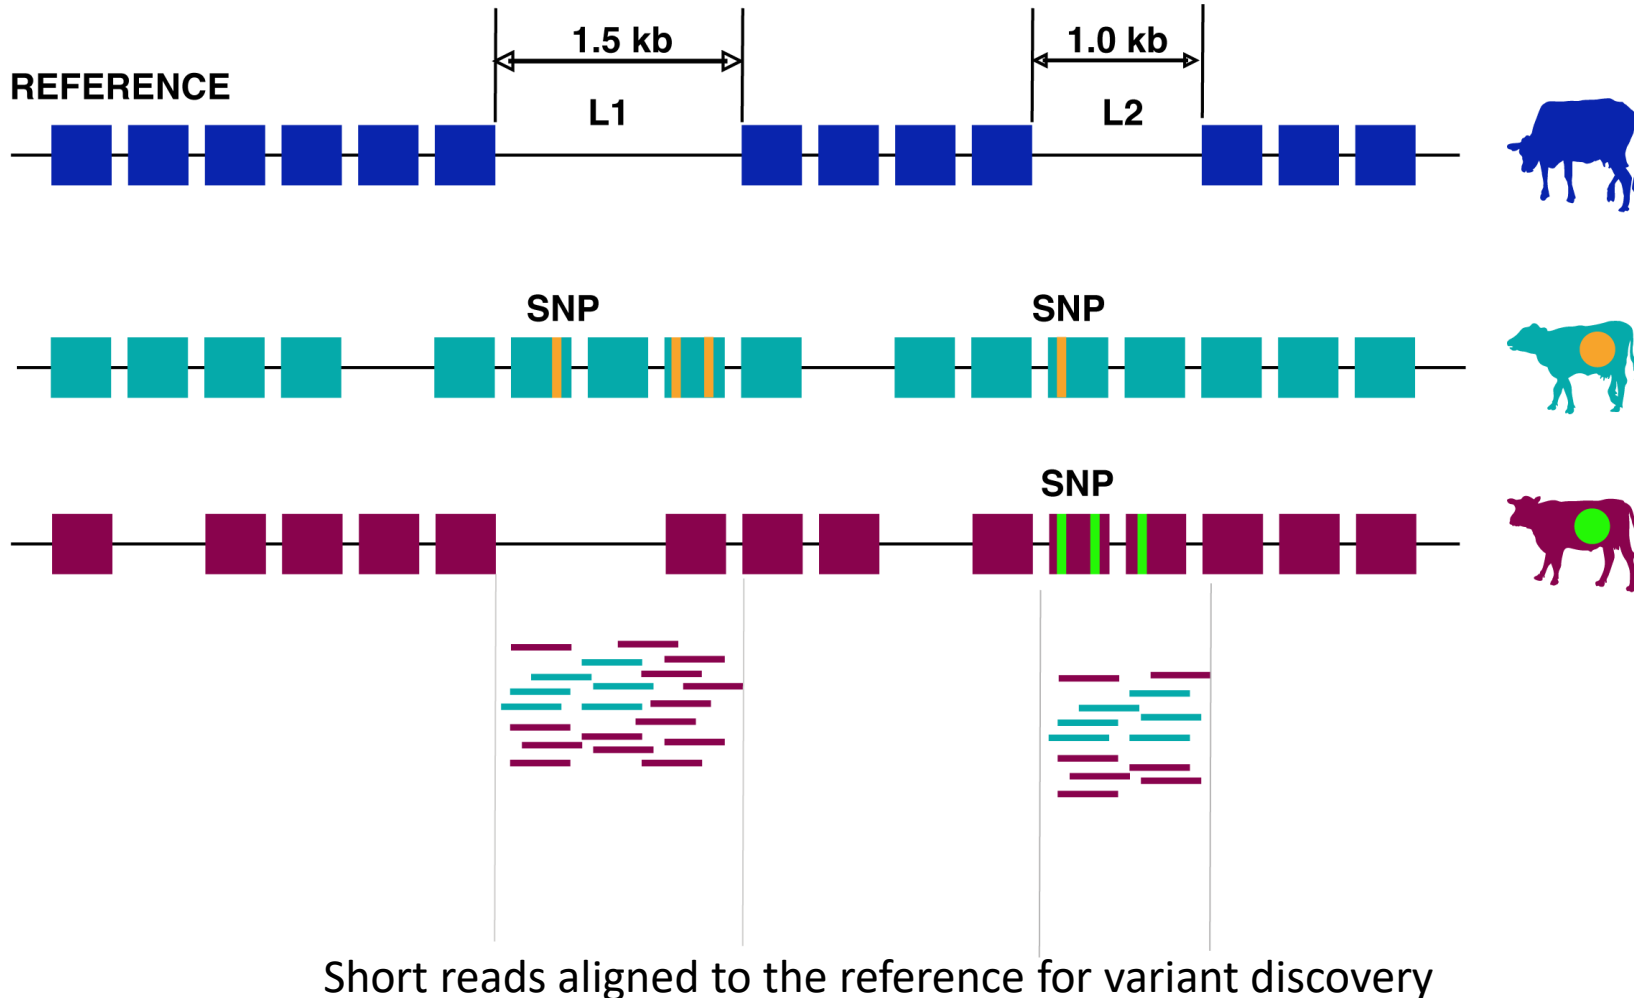 1.5 kb
1.0 kb
REFERENCE
L1
L2
SNP
SNP
SNP
Short reads aligned to the reference for variant discovery